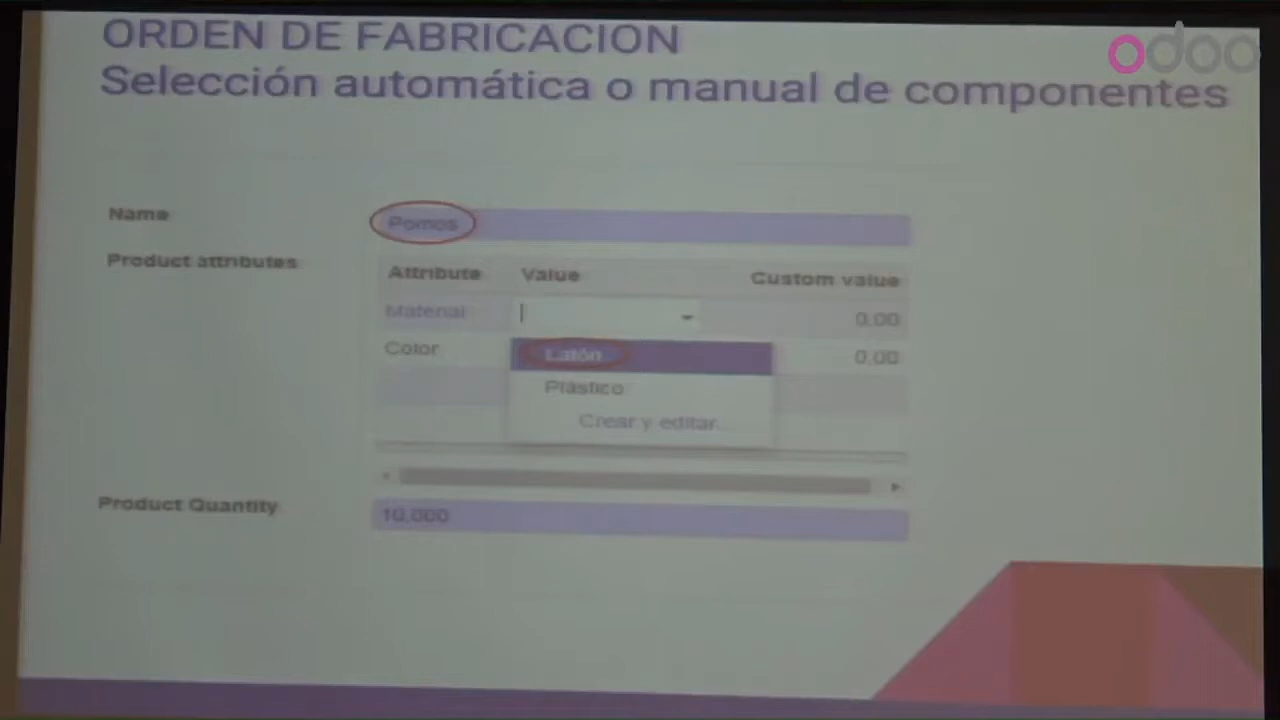 ORDEN DE FABRICACION
odoo
Selección automática o manual de componentes
Name
Pomos
Product attributes
Attribute Value Custom value
Material 0,00
Color 0,00
Latón
Plástico
Crear y editar...
Product Quantity
10,000